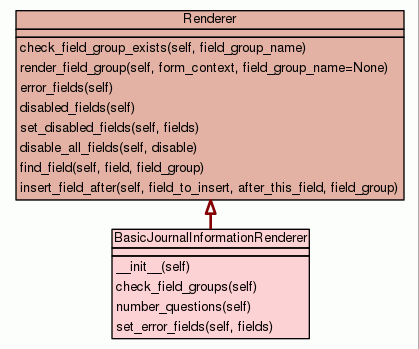 Renderer
check_field_group_exists(self, field_group_name)
render_field_group(self, form_context, field_group_name=None)
error_fields(self)
disabled_fields(self)
set_disabled_fields(self, fields)
disable_all_fields(self, disable)
find_field(self, field, field_group)
insert_field_after(self, field_to_insert, after_this_field, field_group)
BasicJournalInformationRenderer
__init__(self)
check_field_groups(self)
number_questions(self)
set_error_fields(self, fields)